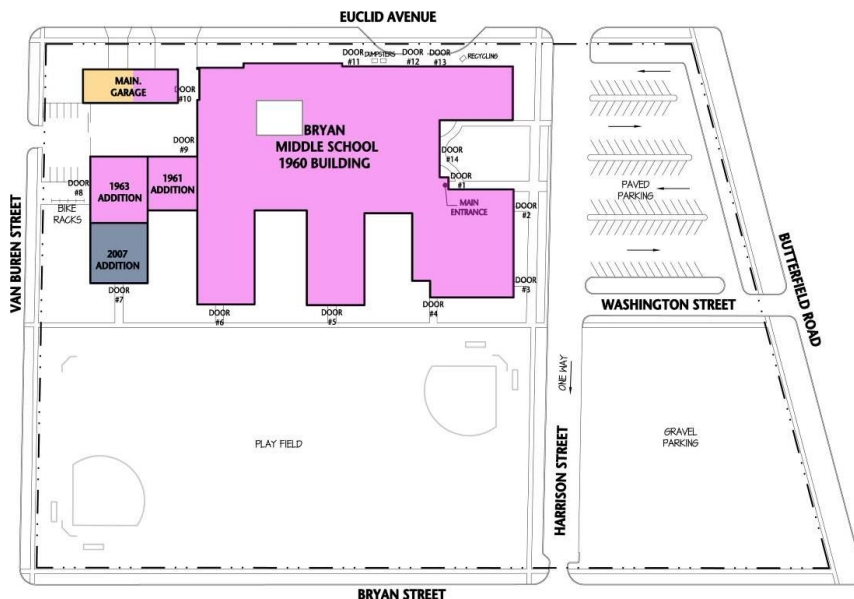 EUCLID AVENUE
DOOR
#11
DUMPSTERS
DOOR
#12
DOOR
#13
RECYCLING
MAIN.
GARAGE
DOOR
#10
BRYAN
MIDDLE SCHOOL
1960 BUILDING
DOOR
#9
DOOR
#14
1963
ADDITION
1961
ADDITION
DOOR
#8
DOOR
#1
BIKE
RACKS
MAIN
ENTRANCE
DOOR
#2
PAVED
PARKING
VAN BUREN STREET
2007
ADDITION
DOOR
#7
DOOR
#3
BUTTERFIELD ROAD
DOOR
#6
DOOR
#5
DOOR
#4
WASHINGTON STREET
ONE WAY
PLAY FIELD
HARRISON STREET
GRAVEL
PARKING
BRYAN STREET